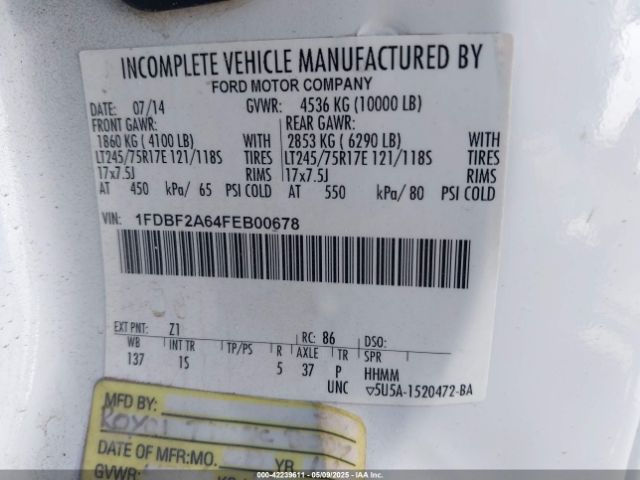 INCOMPLETE VEHICLE MANUFACTURED BY
FORD MOTOR COMPANY
DATE: 07/14 GVWR: 4536 KG (10000 LB)
FRONT GAWR: REAR GAWR:
1860 KG ( 4100 LB) WITH 2853 KG ( 6290 LB) WITH
LT245/75R17E 121/118S TIRES LT245/75R17E 121/118S TIRES
17x7.5J RIMS 17x7.5J RIMS
AT 450 kPa/ 65 PSI COLD AT 550 kPa/ 80 PSI COLD
VIN: 1FDBF2A64FEB00678
EXT PNT: Z1 RC: 86 DSO:
WB INT TR TP/PS R AXLE TR SPR
137 1S 5 37 P HHMM
UNC ▽5U5A-1520472-BA
MFD BY:
DATE OF MFR: MO. YR
GVWR:
000-42239611 - 05/09/2025 - IAAI.COM